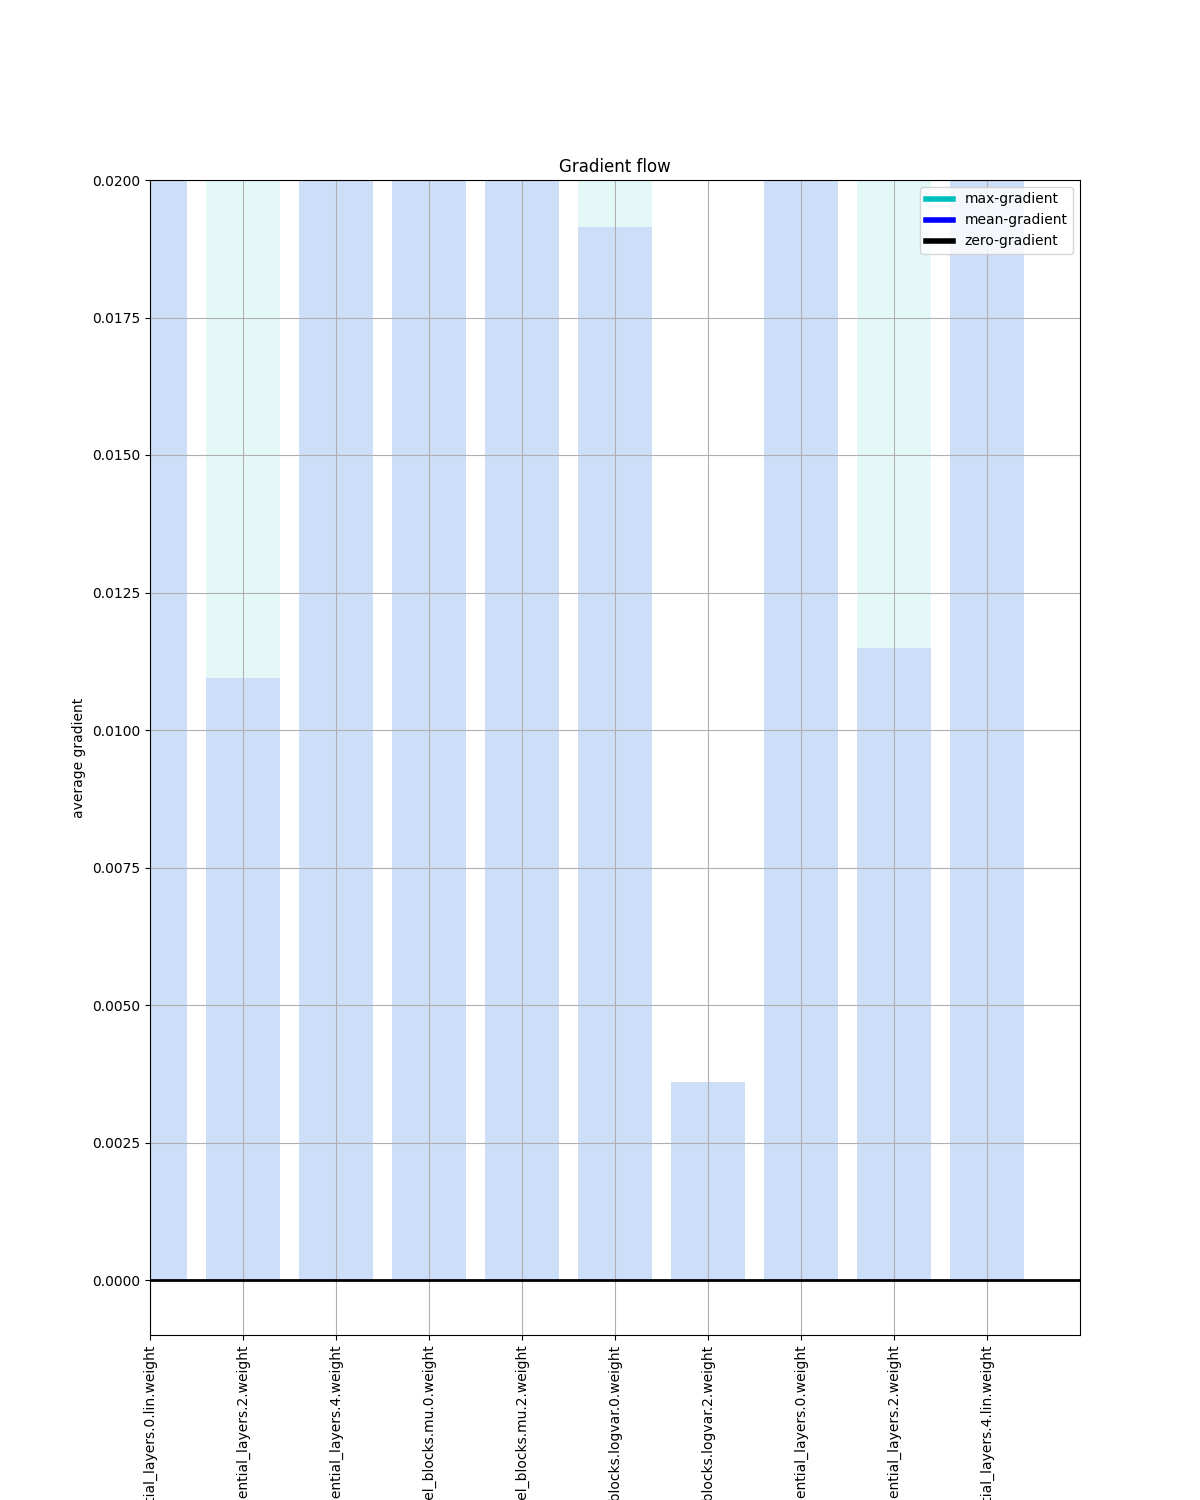 Gradient flow
max-gradient
mean-gradient
zero-gradient
0.0200
0.0175
0.0150
0.0125
0.0100
0.0075
0.0050
0.0025
0.0000
average gradient
tial_layers.0.lin.weight
ential_layers.2.weight
ential_layers.4.weight
el_blocks.mu.0.weight
el_blocks.mu.2.weight
blocks.logvar.0.weight
blocks.logvar.2.weight
ential_layers.0.weight
ential_layers.2.weight
tial_layers.4.lin.weight